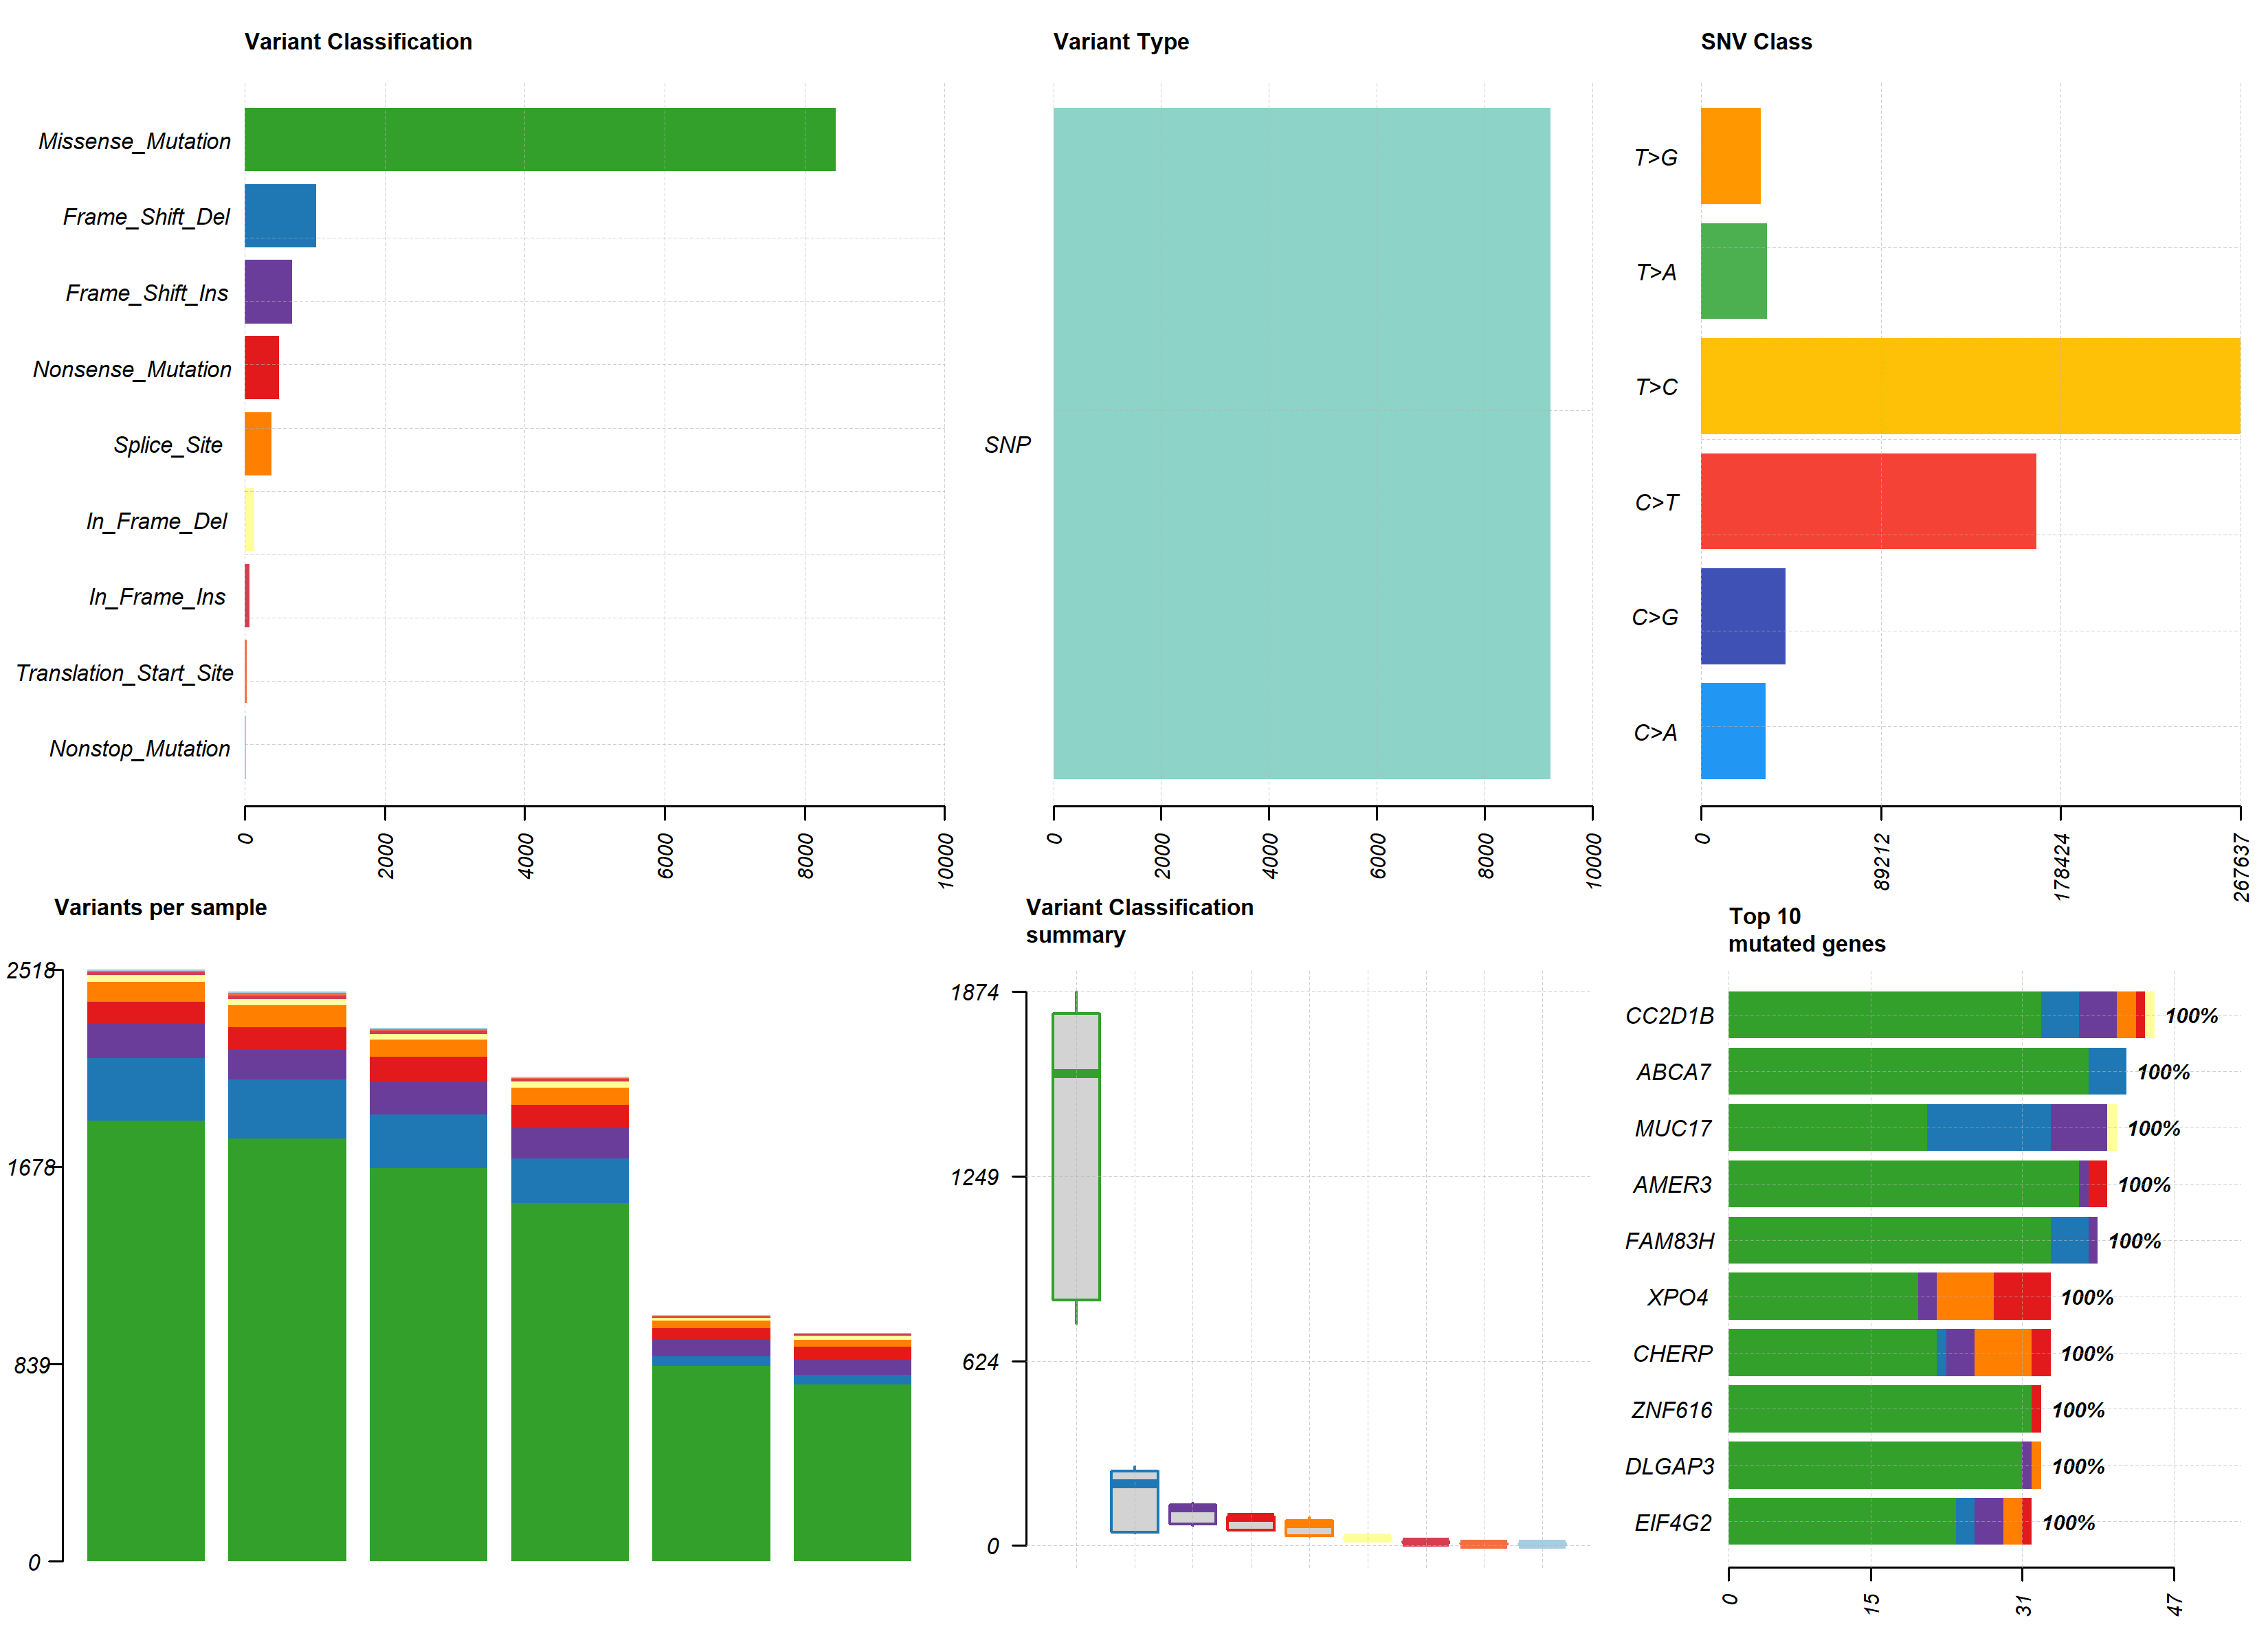 Variant Classification
Missense_Mutation
Frame_Shift_Del
Frame_Shift_Ins
Nonsense_Mutation
Splice_Site
In_Frame_Del
In_Frame_Ins
Translation_Start_Site
Nonstop_Mutation
0 2000 4000 6000 8000 10000
Variant Type
SNP
0 2000 4000 6000 8000 10000
SNV Class
T>G
T>A
T>C
C>T
C>G
C>A
0 89212 178424 267637
Variants per sample
2518
1678
839
0
Variant Classification
summary
1874
1249
624
0
Top 10
mutated genes
CC2D1B 100%
ABCA7 100%
MUC17 100%
AMER3 100%
FAM83H 100%
XPO4 100%
CHERP 100%
ZNF616 100%
DLGAP3 100%
EIF4G2 100%
0 15 31 47